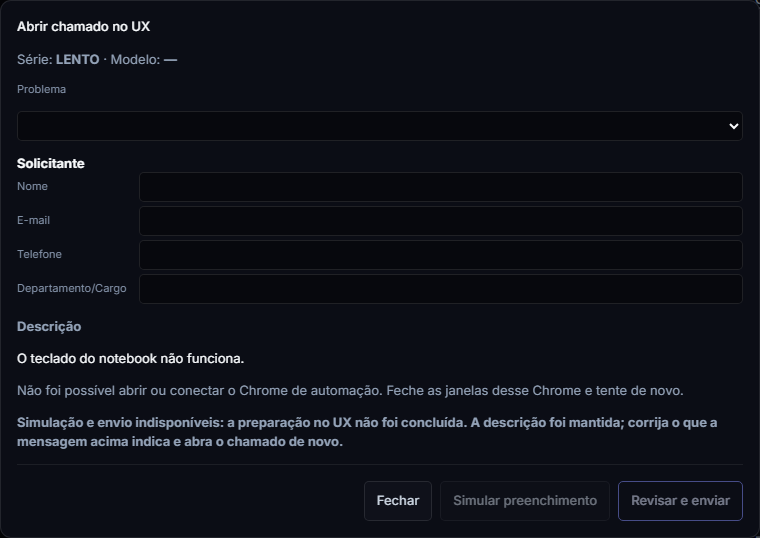 Abrir chamado no UX
Série: LENTO · Modelo: —
Problema
Solicitante
Nome
E-mail
Telefone
Departamento/Cargo
Descrição
O teclado do notebook não funciona.
Não foi possível abrir ou conectar o Chrome de automação. Feche as janelas desse Chrome e tente de novo.
Simulação e envio indisponíveis: a preparação no UX não foi concluída. A descrição foi mantida; corrija o que a
mensagem acima indica e abra o chamado de novo.
Fechar
Simular preenchimento
Revisar e enviar